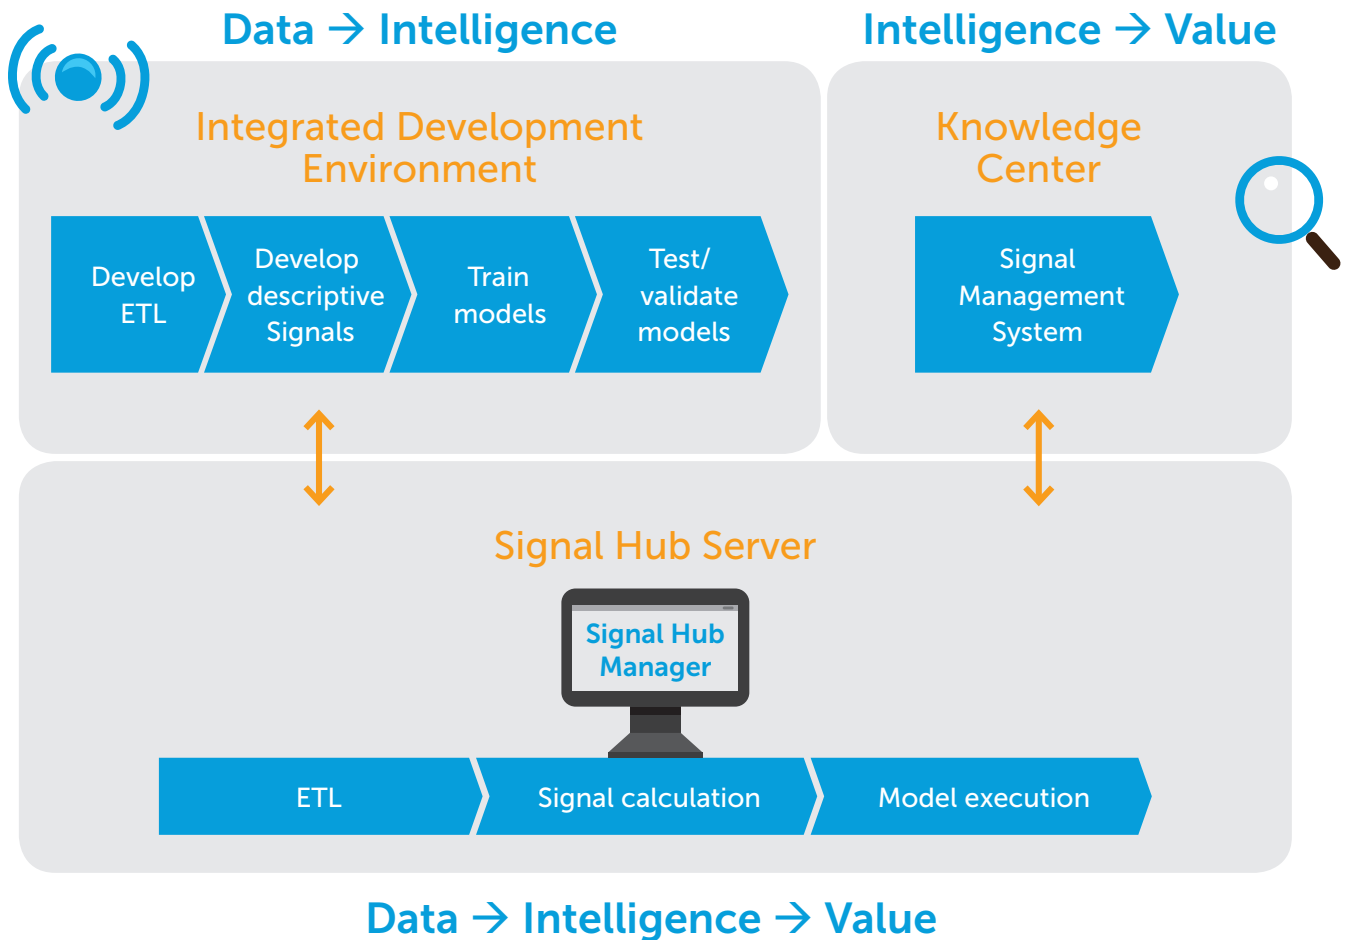 Data → Intelligence
Intelligence → Value
Integrated Development
Environment
Develop
ETL
Develop
descriptive
Signals
Train
models
Test/
validate
models
Knowledge
Center
Signal
Management
System
Signal Hub Server
Signal Hub
Manager
ETL
Signal calculation
Model execution
Data → Intelligence → Value